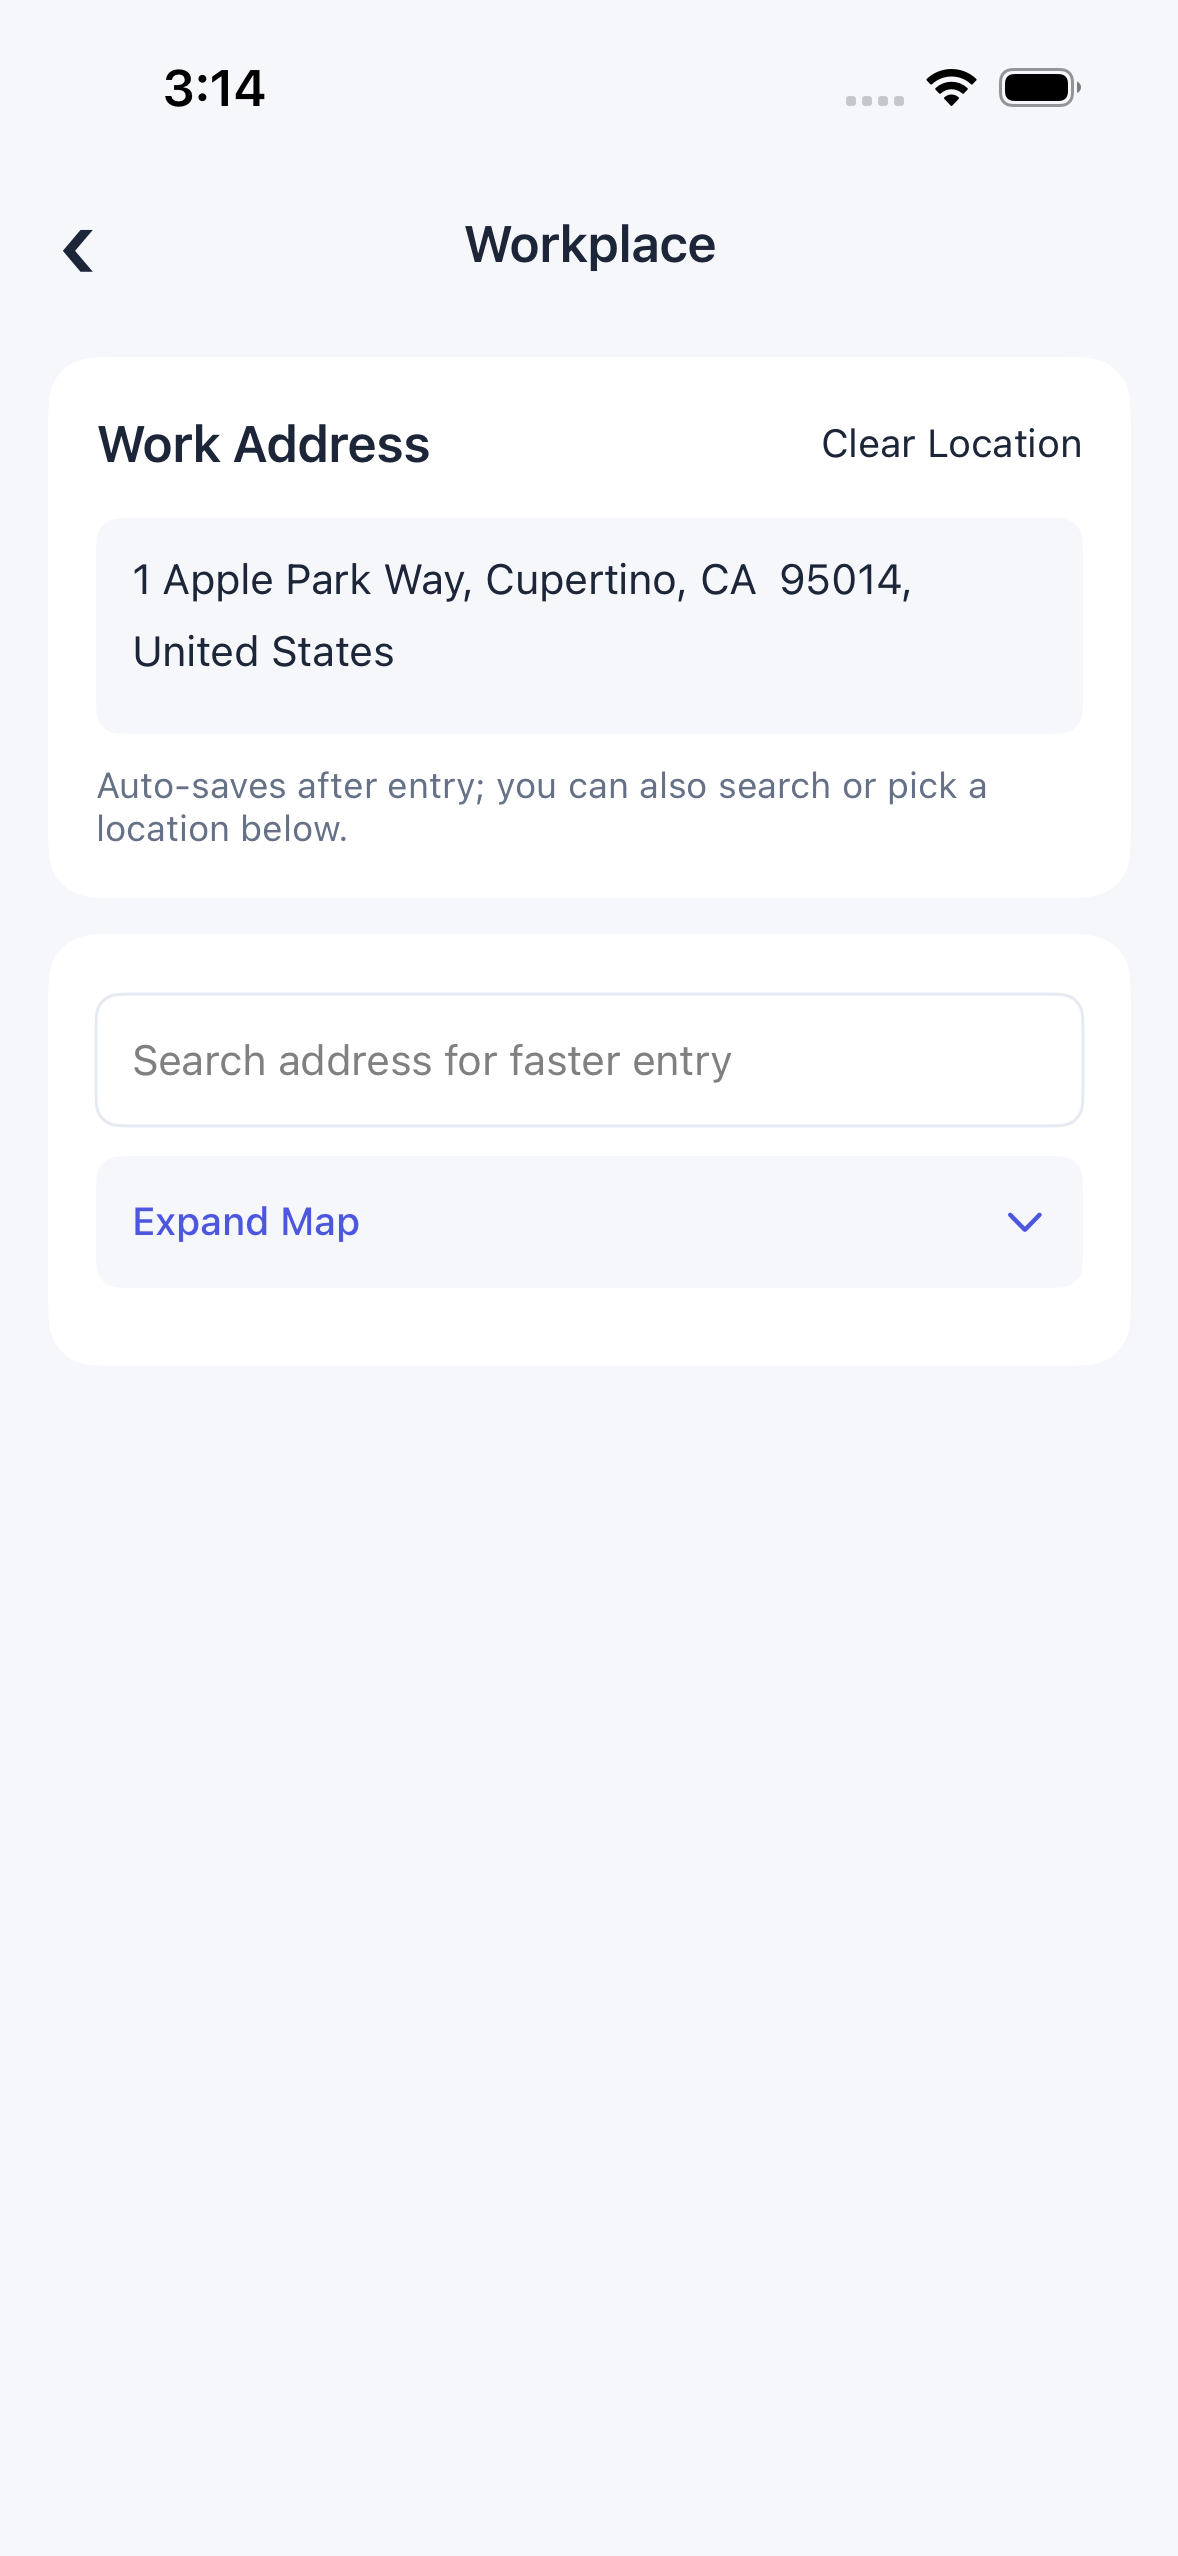 3:14
Workplace
Work Address
Clear Location
1 Apple Park Way, Cupertino, CA  95014,
United States
Auto-saves after entry; you can also search or pick a
location below.
Search address for faster entry
Expand Map